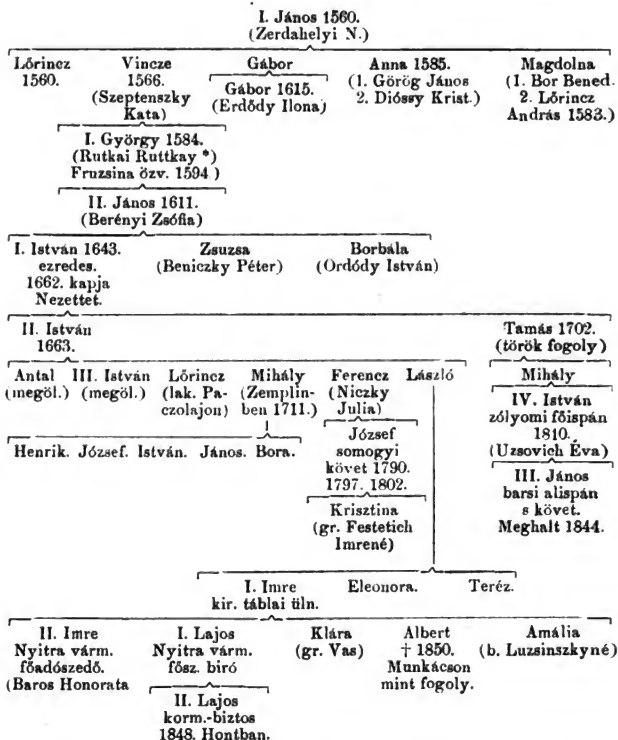 I. János 1560.
(Zerdahelyi N.)
Lőrincz Vincze Gábor Anna 1585. Magdolna
1560. 1566. Gábor 1615. (1. Görög János (1. Bor Bened.
(Szeptenszky (Erdődy Ilona) 2. Dióssy Krist.) 2. Lőrincz
Kata) András 1583.)
I. György 1584.
(Rutkai Ruttkay *)
Fruzsina özv. 1594 )
II. János 1611.
(Berényi Zsófia)
I. István 1643. Zsuzsa Borbála
ezredes. (Beniczky Péter) (Ordódy István)
1662. kapja
Nezettet.
II. István Tamás 1702.
1663. (török fogoly)
Antal III. István Lőrincz Mihály Ferencz László Mihály
(megöl.) (megöl.) (lak. Pa- (Zemplin- (Niczky IV. István
czolajon) ben 1711.) Julia) zólyomi főispán
József 1810.
Henrik. József. István. János. Bora. somogyi (Uzsovich Éva)
követ 1790. III. János
1797. 1802. barsi alispán
Krisztina s követ.
(gr. Festetich Meghalt 1844.
Imréné)
I. Imre Eleonora. Teréz.
kir. táblai üln.
II. Imre I. Lajos Klára Albert Amália
Nyitra várm. Nyitra várm. (gr. Vas) † 1850. (b. Luzsinszkyné)
főadószedő. fősz. biró Munkácson
(Baros Honorata II. Lajos mint fogoly.
korm.-biztos
1848. Hontban.